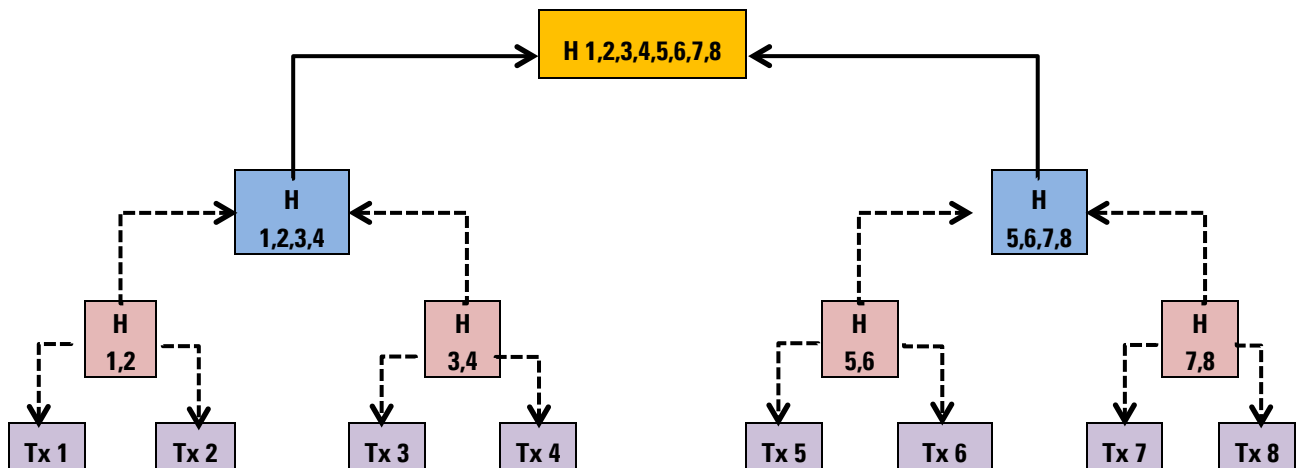 H 1,2,3,4,5,6,7,8
H
1,2,3,4
H
5,6,7,8
H
1,2
H
3,4
H
5,6
H
7,8
Tx 1
Tx 2
Tx 3
Tx 4
Tx 5
Tx 6
Tx 7
Tx 8